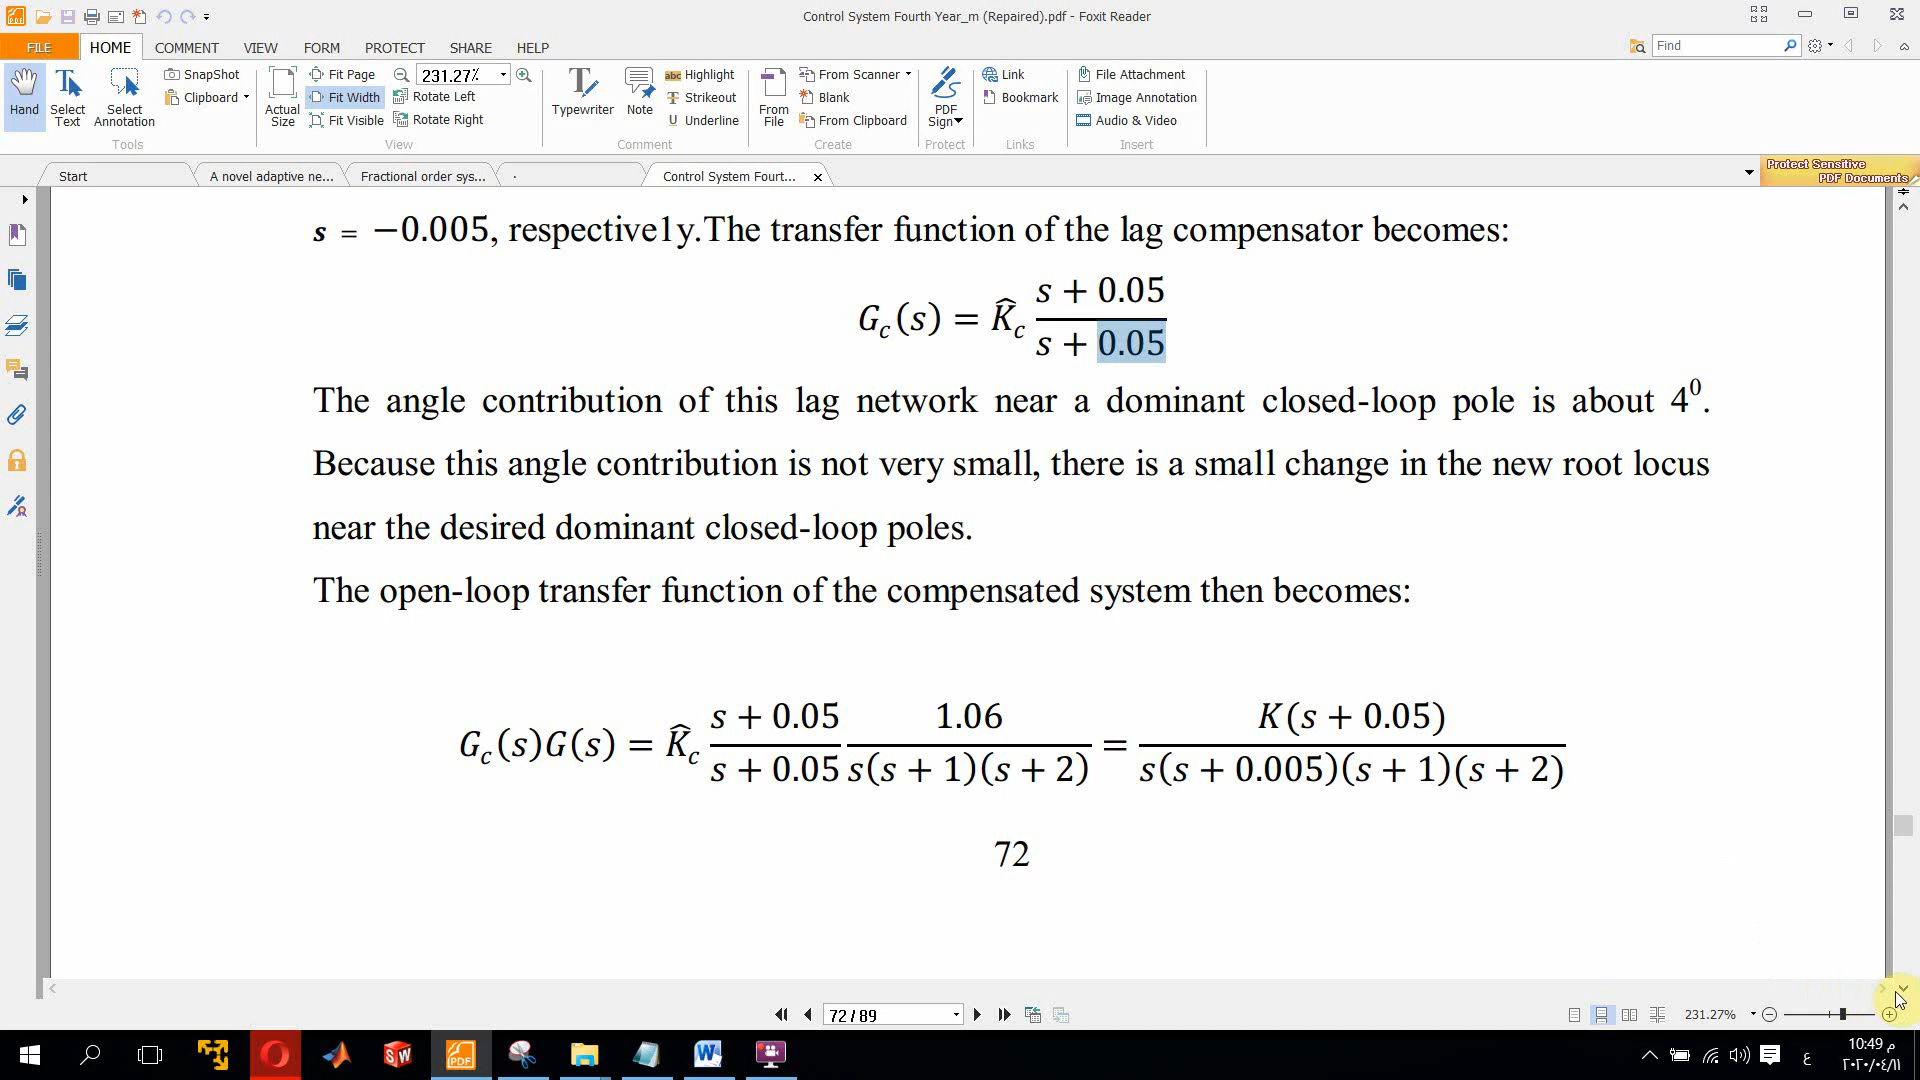 Control System Fourth Year_m (Repaired).pdf - Foxit Reader
FILE HOME COMMENT VIEW FORM PROTECT SHARE HELP
Find
Hand
Select Text
Select Annotation
SnapShot
Clipboard
Tools
Actual Size
Fit Page
Fit Width
Fit Visible
231.27%
Rotate Left
Rotate Right
View
Typewriter
Note
Highlight
Strikeout
Underline
Comment
From File
From Scanner
Blank
From Clipboard
Create
PDF Sign
Protect
Link
Bookmark
Links
File Attachment
Image Annotation
Audio & Video
Insert
Start
A novel adaptive ne...
Fractional order sys...
Control System Fourt...
Protect Sensitive
PDF Documents
s = −0.005, respectively.The transfer function of the lag compensator becomes:
G_c(s) = K̂_c (s + 0.05)/(s + 0.05)
The angle contribution of this lag network near a dominant closed-loop pole is about 4⁰.
Because this angle contribution is not very small, there is a small change in the new root locus
near the desired dominant closed-loop poles.
The open-loop transfer function of the compensated system then becomes:
G_c(s)G(s) = K̂_c (s + 0.05)/(s + 0.05) 1.06/(s(s + 1)(s + 2)) = K(s + 0.05)/(s(s + 0.005)(s + 1)(s + 2))
72
72 / 89
231.27%
ع
10:49 م
٢٠٢٠/٠٤/١١